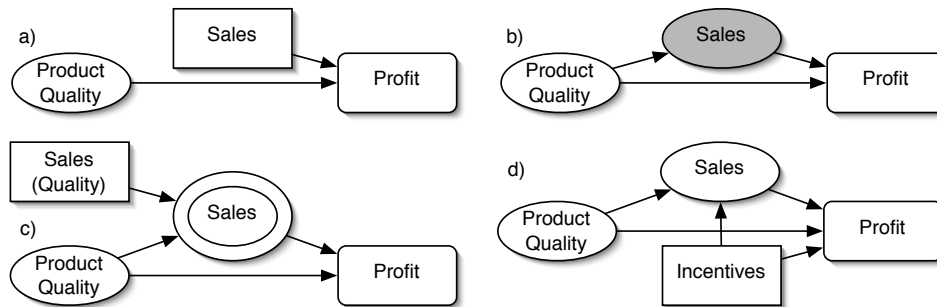 a)
Sales
Product
Quality
Profit
b)
Sales
Product
Quality
Profit
Sales
(Quality)
c)
Sales
Product
Quality
Profit
d)
Sales
Product
Quality
Profit
Incentives